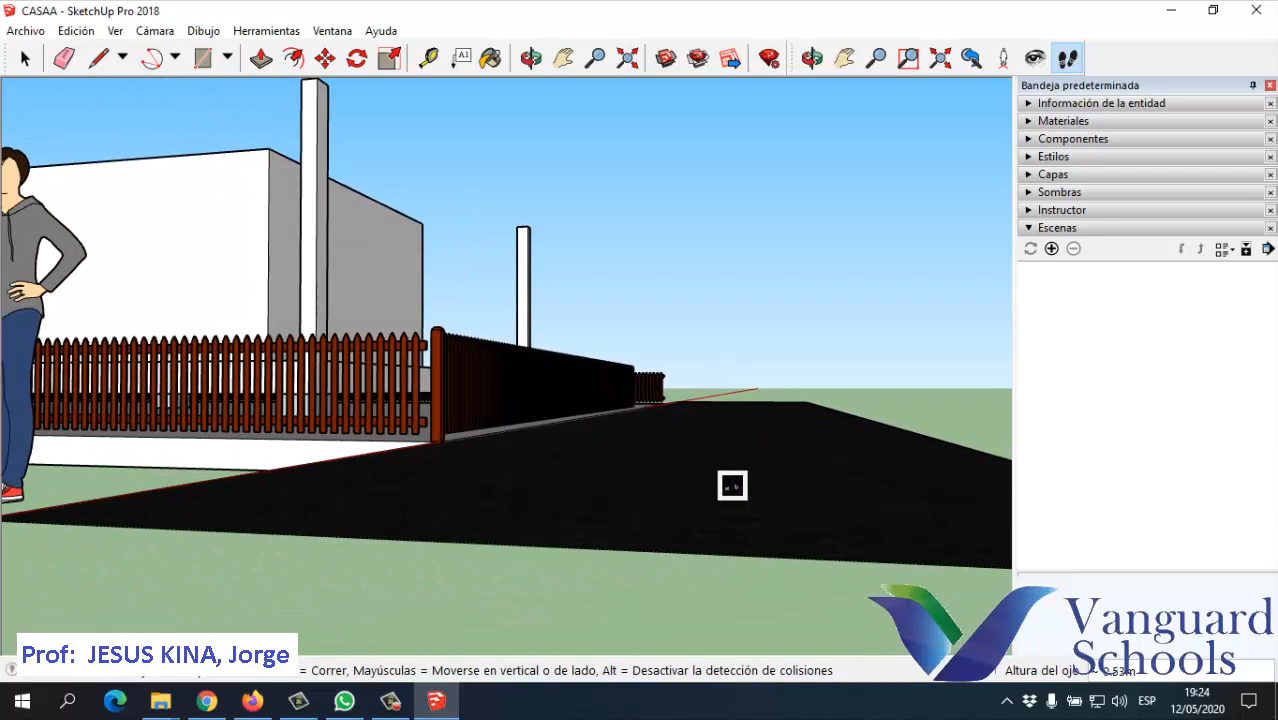 CASAA - SketchUp Pro 2018
Archivo Edición Ver Cámara Dibujo Herramientas Ventana Ayuda
A1
Bandeja predeterminada
Información de la entidad
Materiales
Componentes
Estilos
Capas
Sombras
Instructor
Escenas
Prof: JESUS KINA, Jorge
= Correr, Mayúsculas = Moverse en vertical o de lado, Alt = Desactivar la detección de colisiones
Altura del ojo
Vanguard
Schools
ESP
19:24
12/05/2020